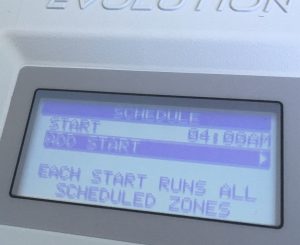 EVOLUTION
SCHEDULE
START 04:00AM
ADD START
EACH START RUNS ALL
SCHEDULED ZONES